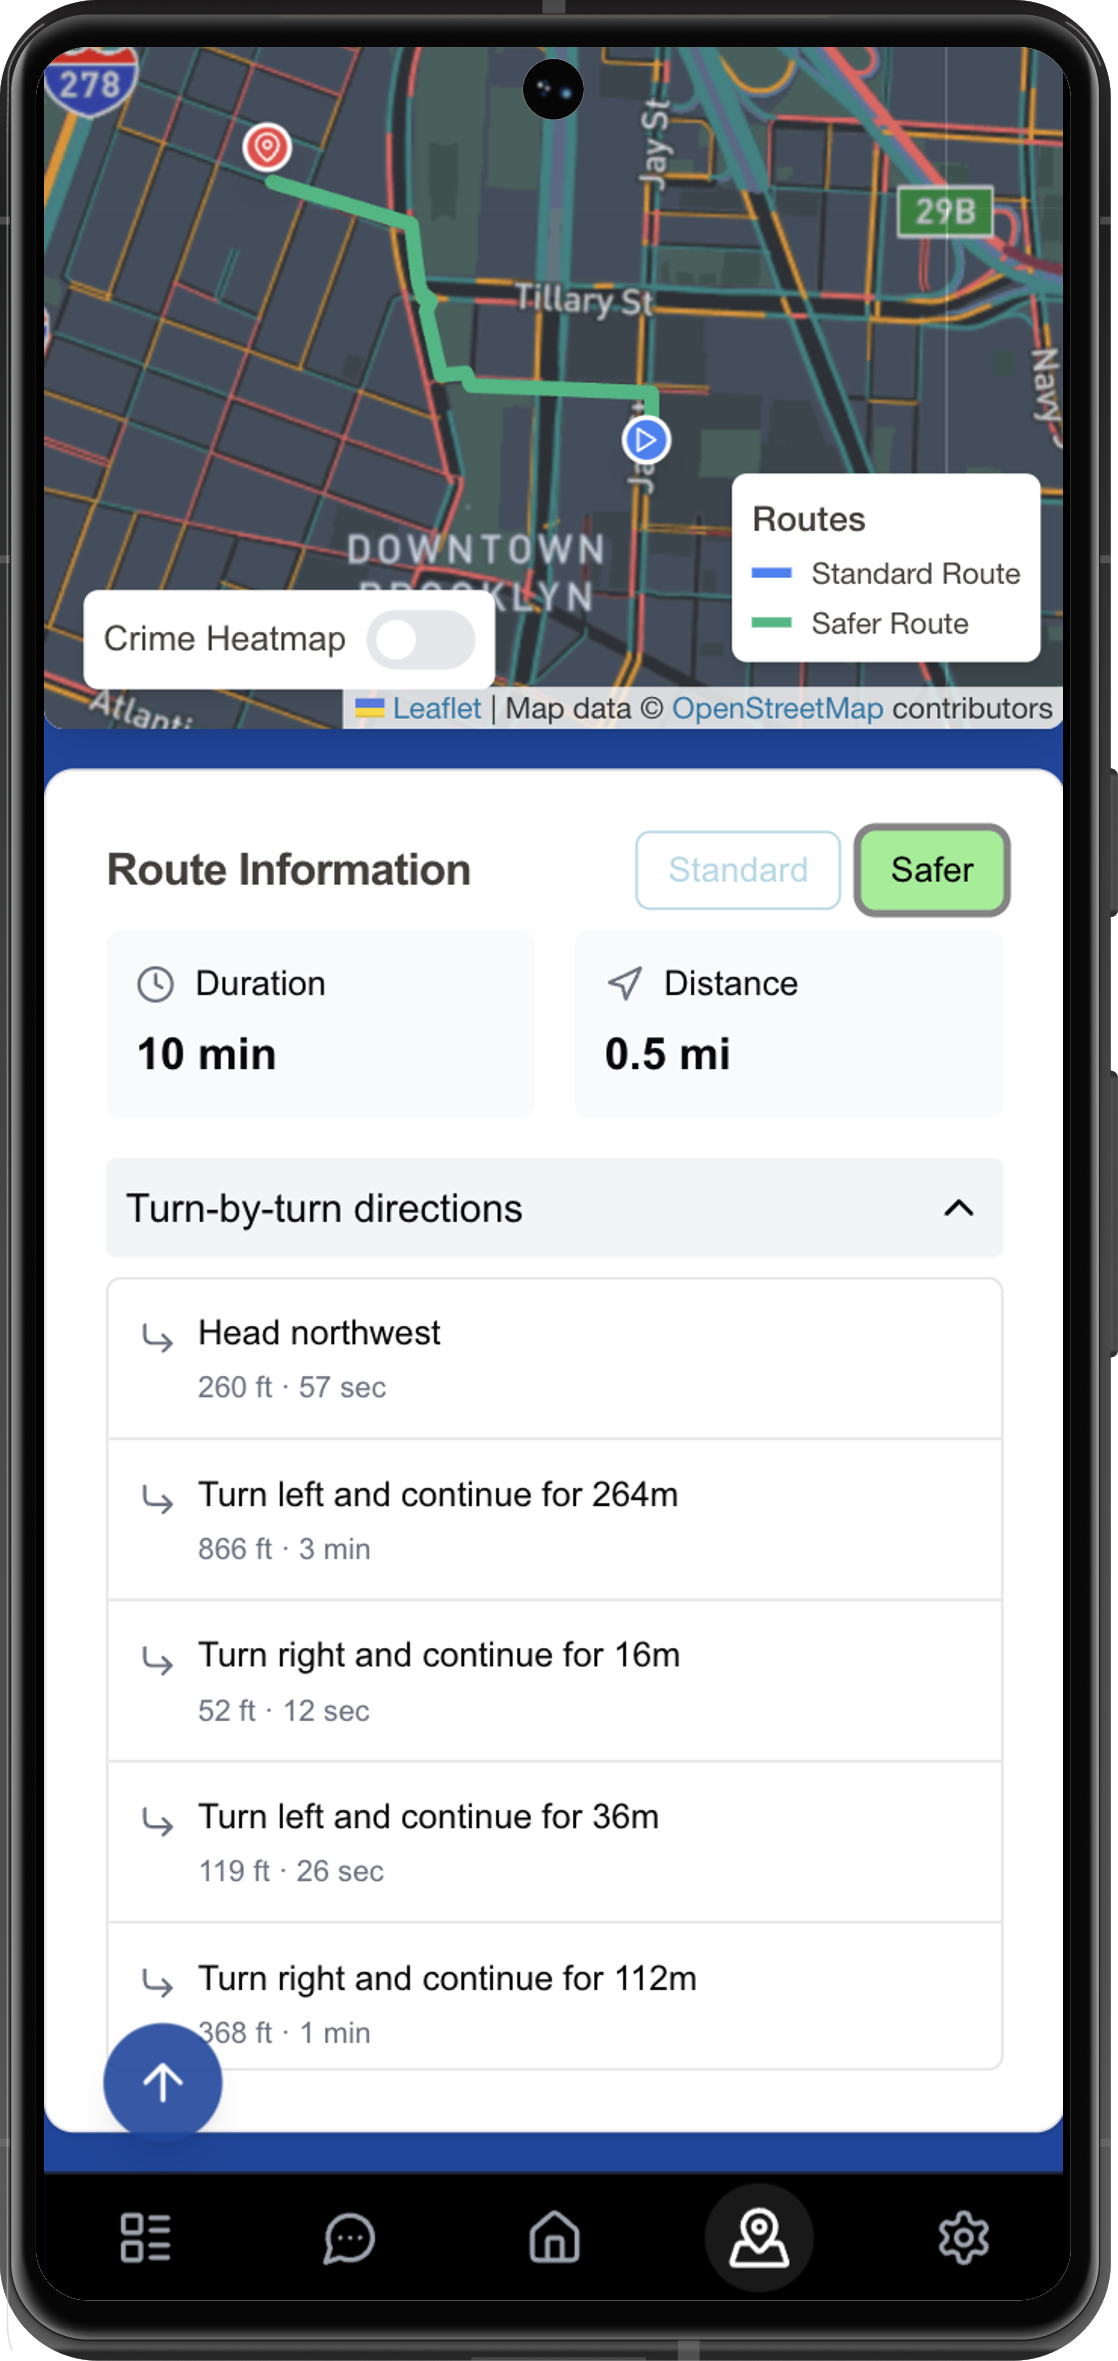 278
Jay St
29B
Tillary St
Navy
DOWNTOWN
BROOKLYN
Routes
Standard Route
Safer Route
Crime Heatmap
Leaflet | Map data © OpenStreetMap contributors
Route Information
Standard
Safer
Duration
10 min
Distance
0.5 mi
Turn-by-turn directions
Head northwest
260 ft · 57 sec
Turn left and continue for 264m
866 ft · 3 min
Turn right and continue for 16m
52 ft · 12 sec
Turn left and continue for 36m
119 ft · 26 sec
Turn right and continue for 112m
368 ft · 1 min